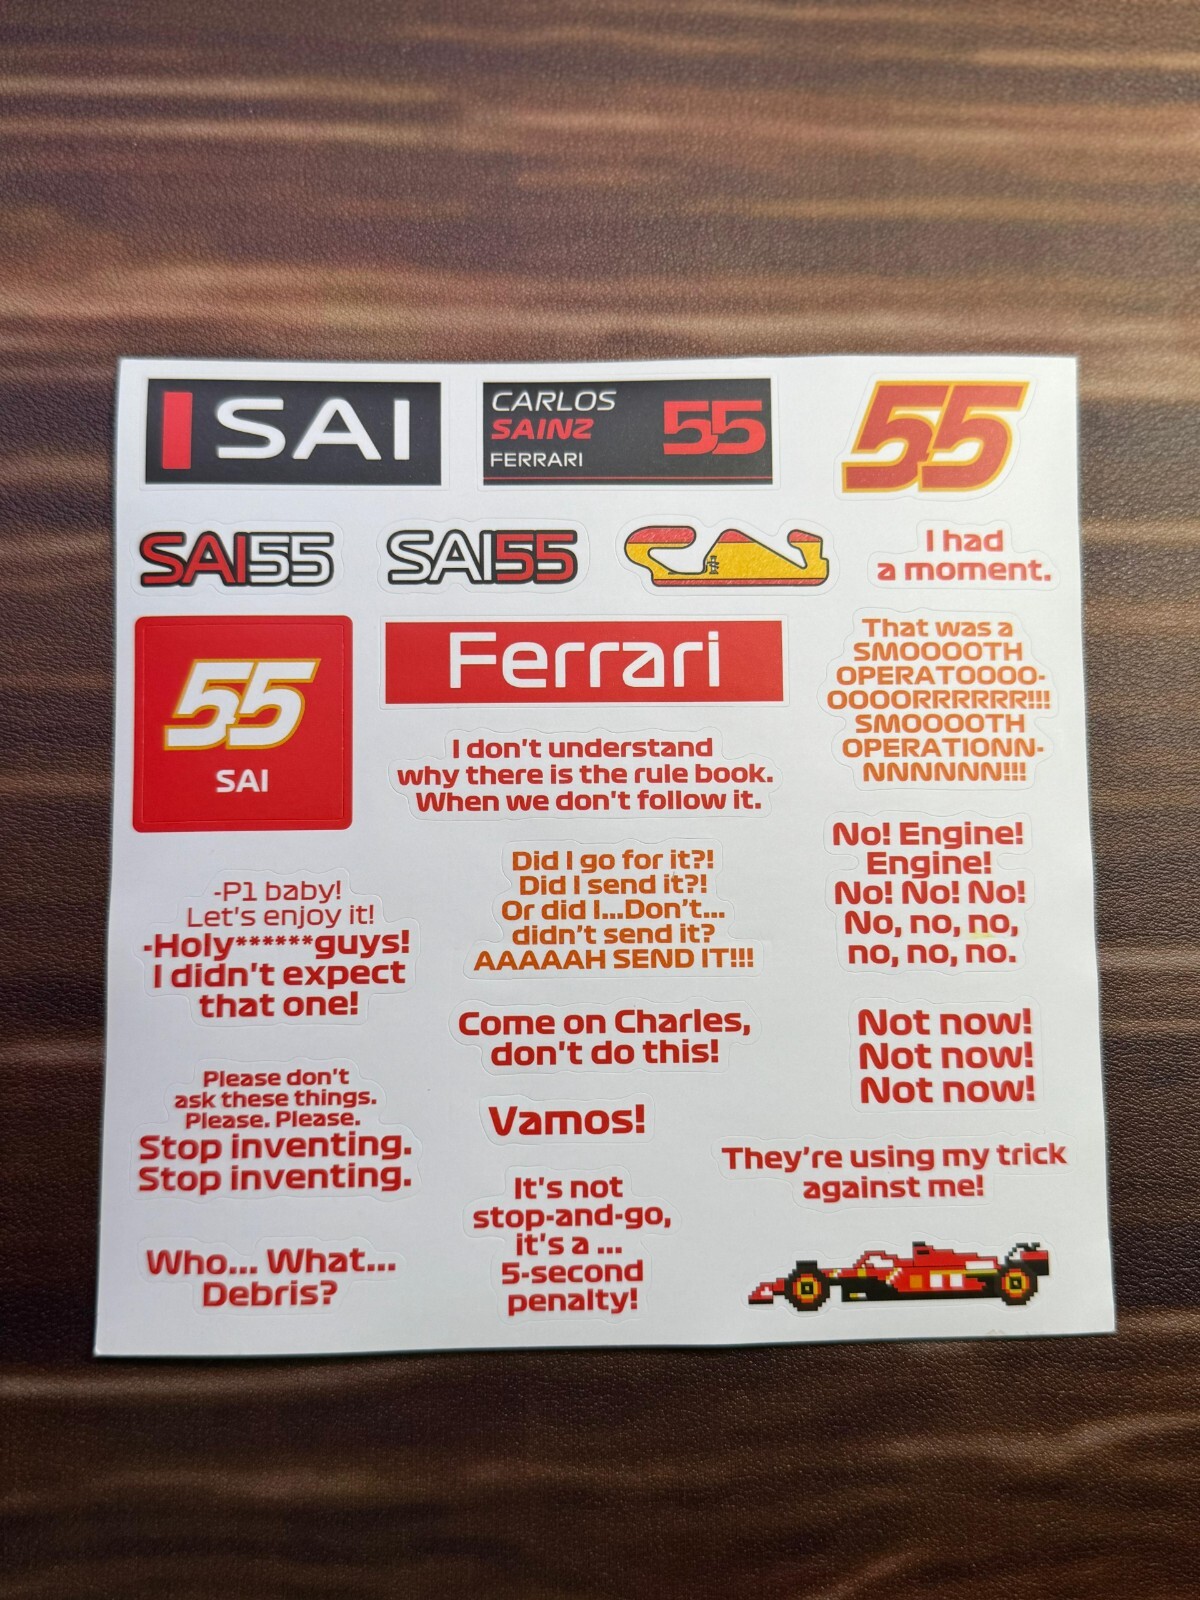 SAI
CARLOS
SAINZ
FERRARI
55
55
SAI55
SAI55
I had
a moment.
55
SAI
Ferrari
That was a
SMOOOOTH
OPERATOOOO-
OOOORRRRRR!!!
SMOOOOTH
OPERATIONN-
NNNNNNN!!!
I don't understand
why there is the rule book.
When we don't follow it.
No! Engine!
Engine!
No! No! No!
No, no, no,
no, no, no.
Did I go for it?!
Did I send it?!
Or did I...Don't...
didn't send it?
AAAAAH SEND IT!!!
-P1 baby!
Let's enjoy it!
-Holy******guys!
I didn't expect
that one!
Come on Charles,
don't do this!
Not now!
Not now!
Not now!
Please don't
ask these things.
Please. Please.
Stop inventing.
Stop inventing.
Vamos!
They're using my trick
against me!
It's not
stop-and-go,
it's a ...
5-second
penalty!
Who... What...
Debris?